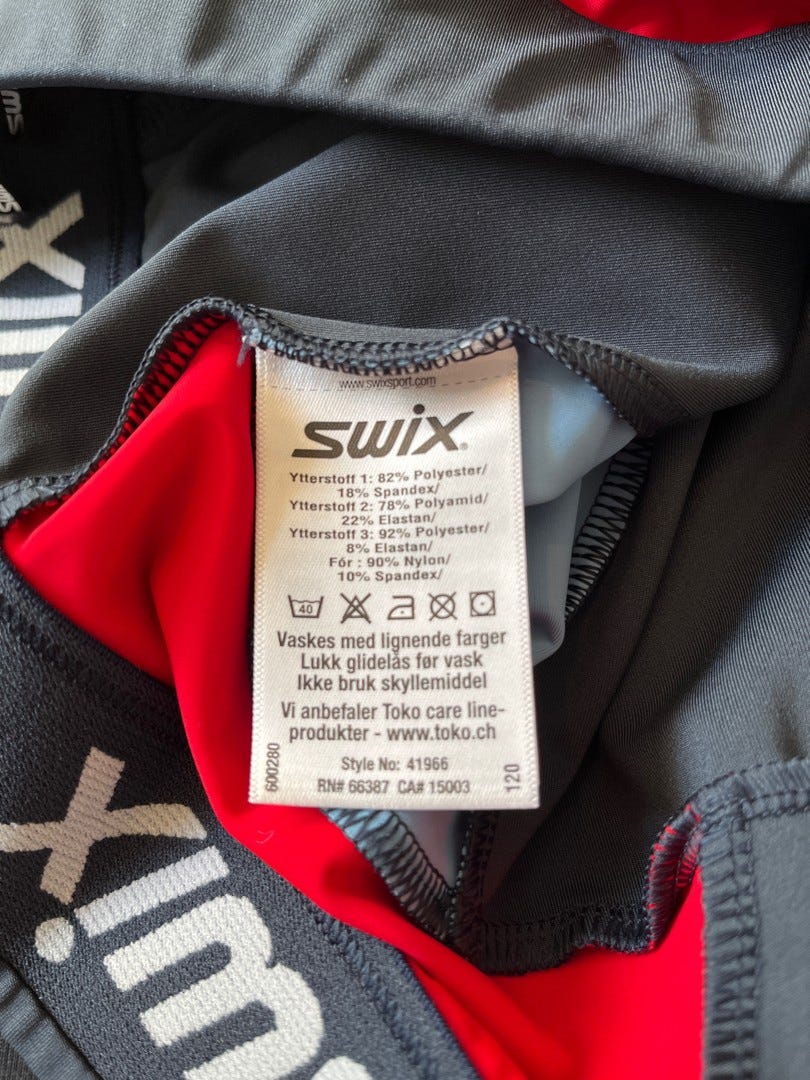 www.swixsport.com
SWIX®
Ytterstoff 1: 82% Polyester/
18% Spandex/
Ytterstoff 2: 78% Polyamid/
22% Elastan/
Ytterstoff 3: 92% Polyester/
8% Elastan/
Fór : 90% Nylon/
10% Spandex/
40
Vaskes med lignende farger
Lukk glidelås før vask
Ikke bruk skyllemiddel
Vi anbefaler Toko care line-
produkter - www.toko.ch
Style No: 41966
RN# 66387 CA# 15003
600280
120
swix